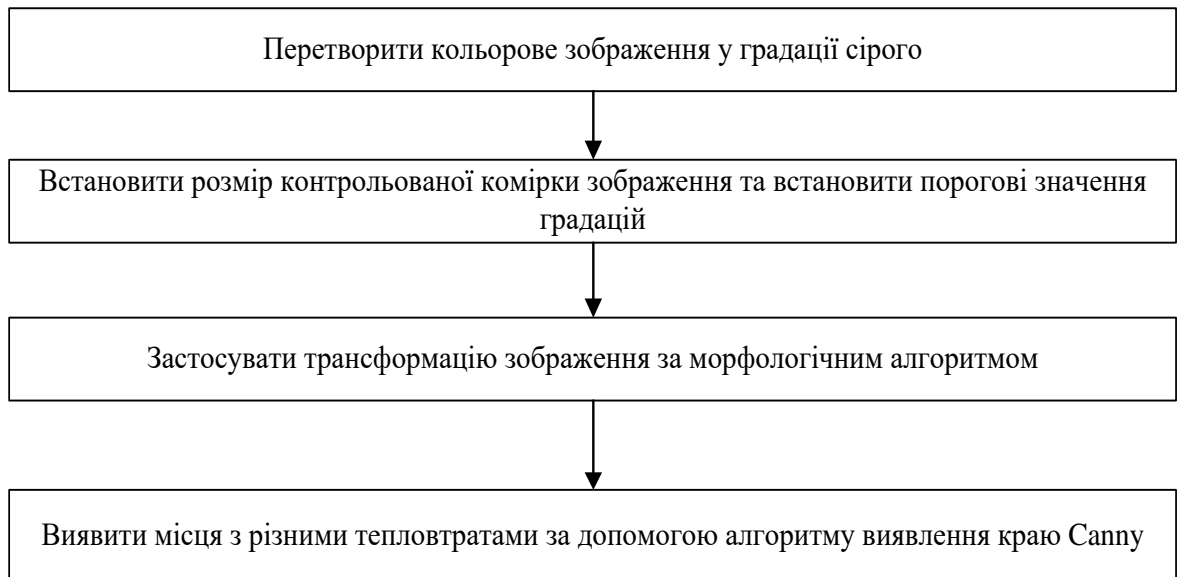 Перетворити кольорове зображення у градації сірого
Встановити розмір контрольованої комірки зображення та встановити порогові значення
градацій
Застосувати трансформацію зображення за морфологічним алгоритмом
Виявити місця з різними тепловтратами за допомогою алгоритму виявлення краю Canny